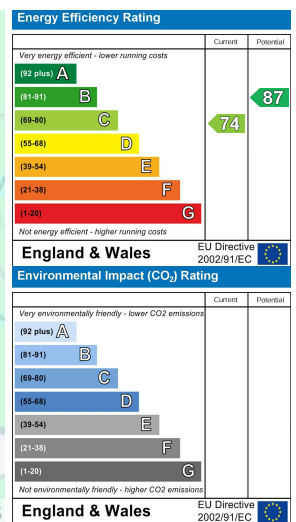 Energy Efficiency Rating
Current Potential
Very energy efficient - lower running costs
(92 plus) A
(81-91) B
(69-80) C
(55-68) D
(39-54) E
(21-38) F
(1-20) G
74
87
Not energy efficient - higher running costs
England & Wales
EU Directive
2002/91/EC
Environmental Impact (CO₂) Rating
Current Potential
Very environmentally friendly - lower CO2 emissions
(92 plus) A
(81-91) B
(69-80) C
(55-68) D
(39-54) E
(21-38) F
(1-20) G
Not environmentally friendly - higher CO2 emissions
England & Wales
EU Directive
2002/91/EC